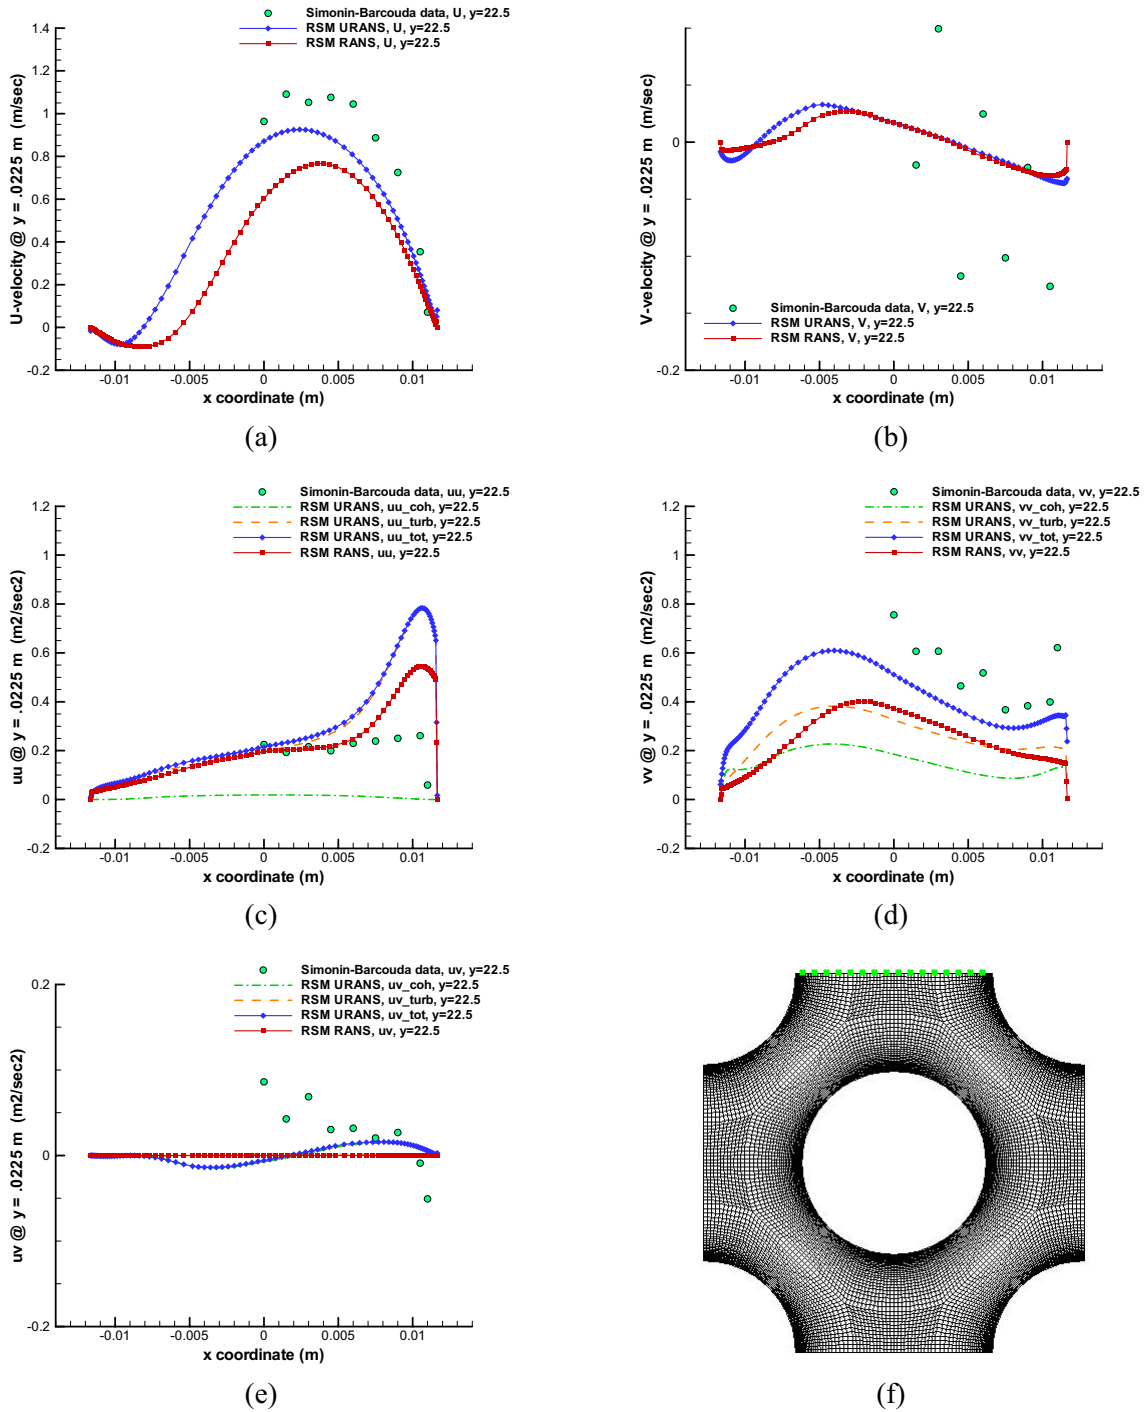 Simonin-Barcouda data, U, y=22.5
RSM URANS, U, y=22.5
RSM RANS, U, y=22.5
1.4
1.2
1
0.8
0.6
0.4
0.2
0
-0.2
U-velocity @ y = .0225 m (m/sec)
-0.01
-0.005
0
0.005
0.01
x coordinate (m)
(a)
0
-0.2
V-velocity @ y = .0225 m (m/sec)
Simonin-Barcouda data, V, y=22.5
RSM URANS, V, y=22.5
RSM RANS, V, y=22.5
-0.01
-0.005
0
0.005
0.01
x coordinate (m)
(b)
Simonin-Barcouda data, uu, y=22.5
RSM URANS, uu_coh, y=22.5
RSM URANS, uu_turb, y=22.5
RSM URANS, uu_tot, y=22.5
RSM RANS, uu, y=22.5
1.2
1
0.8
0.6
0.4
0.2
0
-0.2
uu @ y = .0225 m (m2/sec2)
-0.01
-0.005
0
0.005
0.01
x coordinate (m)
(c)
Simonin-Barcouda data, vv, y=22.5
RSM URANS, vv_coh, y=22.5
RSM URANS, vv_turb, y=22.5
RSM URANS, vv_tot, y=22.5
RSM RANS, vv, y=22.5
1.2
1
0.8
0.6
0.4
0.2
0
-0.2
vv @ y = .0225 m (m2/sec2)
-0.01
-0.005
0
0.005
0.01
x coordinate (m)
(d)
Simonin-Barcouda data, uv, y=22.5
RSM URANS, uv_coh, y=22.5
RSM URANS, uv_turb, y=22.5
RSM URANS, uv_tot, y=22.5
RSM RANS, uv, y=22.5
0.2
0
-0.2
uv @ y = .0225 m (m2/sec2)
-0.01
-0.005
0
0.005
0.01
x coordinate (m)
(e)
(f)